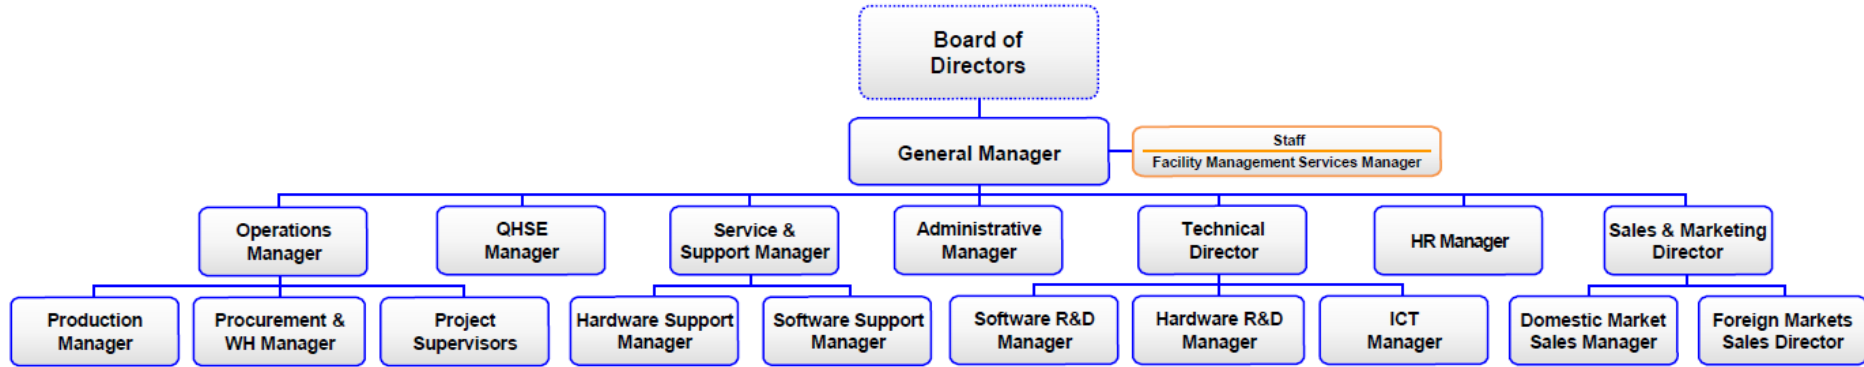 Board of
Directors
General Manager
Staff
Facility Management Services Manager
Operations
Manager
QHSE
Manager
Service &
Support Manager
Administrative
Manager
Technical
Director
HR Manager
Sales & Marketing
Director
Production
Manager
Procurement &
WH Manager
Project
Supervisors
Hardware Support
Manager
Software Support
Manager
Software R&D
Manager
Hardware R&D
Manager
ICT
Manager
Domestic Market
Sales Manager
Foreign Markets
Sales Director